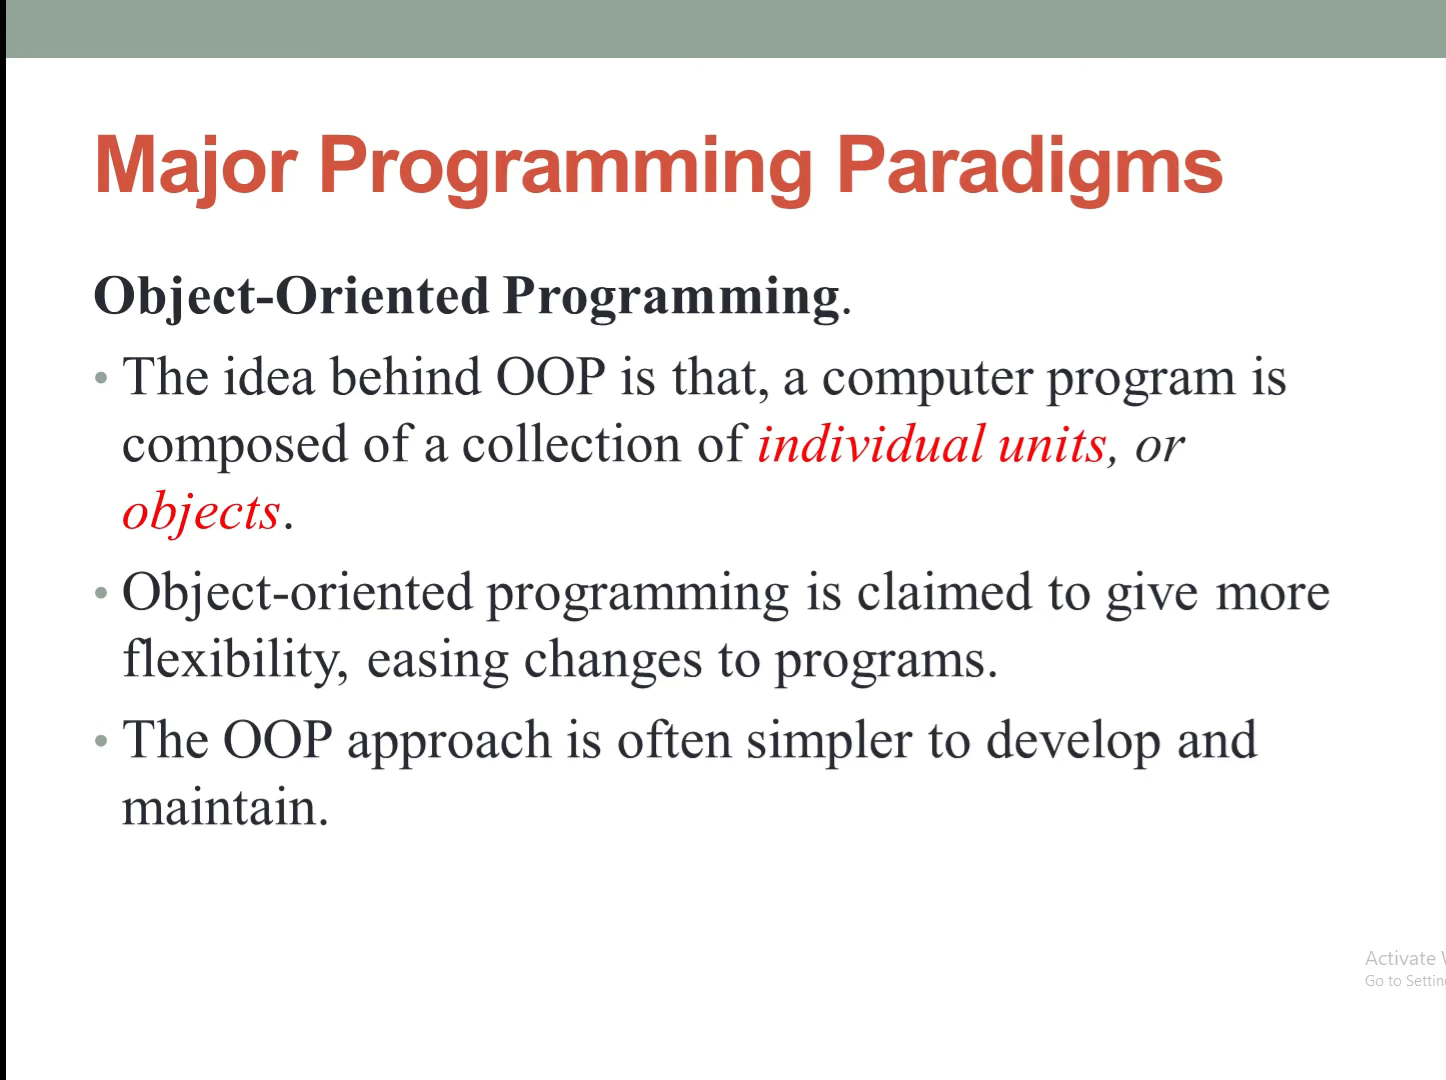 Major Programming Paradigms
Object-Oriented Programming.
• The idea behind OOP is that, a computer program is
composed of a collection of individual units, or
objects.
• Object-oriented programming is claimed to give more
flexibility, easing changes to programs.
• The OOP approach is often simpler to develop and
maintain.
Activate
Go to